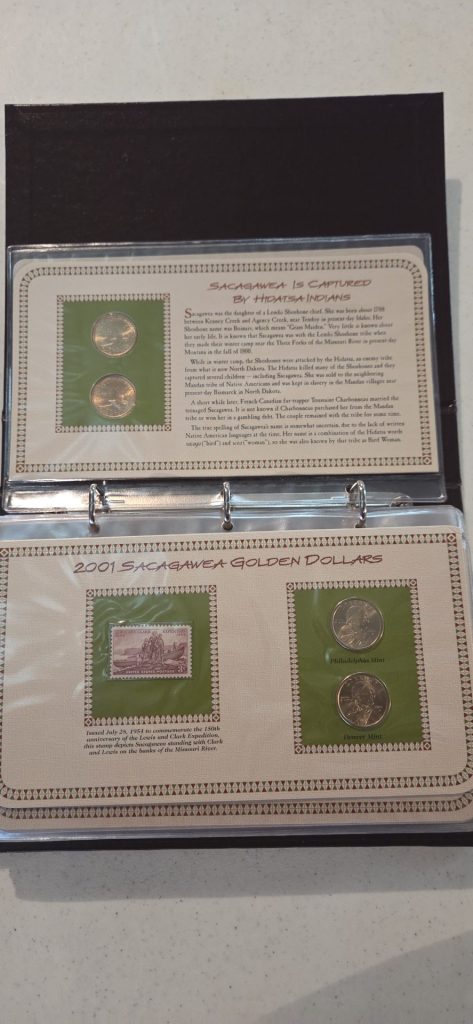 SACAGAWEA IS CAPTURED
BY HIDATSA INDIANS
Sacagawea was the daughter of a Lemhi Shoshone chief. She was born about 1788
between Kenney Creek and Agency Creek, near Tendoy in present-day Idaho. Her
Shoshone name was Boinaiv, which means "Grass Maiden." Very little is known about
her early life. It is known that Sacagawea was with the Lemhi Shoshone tribe when
they made their winter camp near the Three Forks of the Missouri River in present-day
Montana in the fall of 1800.
While in winter camp, the Shoshones were attacked by the Hidatsa, an enemy tribe
from what is now North Dakota. The Hidatsa killed many of the Shoshones and they
captured several children — including Sacagawea. She was sold to the neighboring
Mandan tribe of Native Americans and was kept in slavery in the Mandan villages near
present-day Bismarck in North Dakota.
A short while later, French-Canadian fur-trapper Toussaint Charbonneau married the
teenaged Sacagawea. It is not known if Charbonneau purchased her from the Mandan
tribe or won her in a gambling debt. The couple remained with the tribe for some time.
The true spelling of Sacagawea's name is somewhat uncertain, due to the lack of written
Native American languages at the time. Her name is a combination of the Hidatsa words
sacaga ("bird") and wea ("woman"), so she was also known by that tribe as Bird Woman.
2001 SACAGAWEA GOLDEN DOLLARS
3¢
UNITED STATES POSTAGE
Philadelphia Mint
Denver Mint
Issued July 28, 1954 to commemorate the 150th
anniversary of the Lewis and Clark Expedition,
this stamp depicts Sacagawea standing with Clark
and Lewis on the banks of the Missouri River.